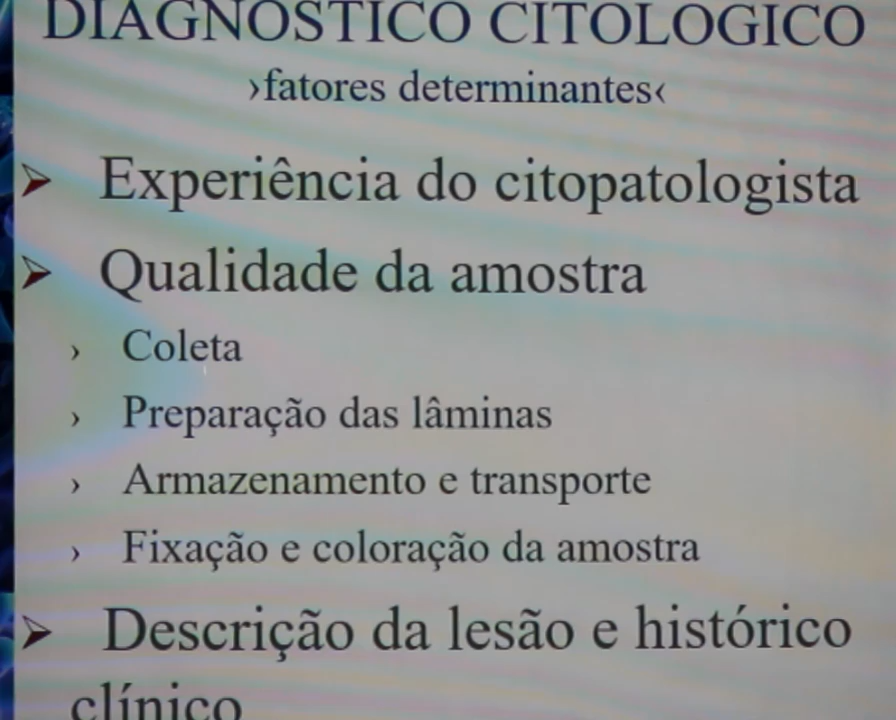 DIAGNÓSTICO CITOLÓGICO
›fatores determinantes‹
➢ Experiência do citopatologista
➢ Qualidade da amostra
› Coleta
› Preparação das lâminas
› Armazenamento e transporte
› Fixação e coloração da amostra
➢ Descrição da lesão e histórico
clínico